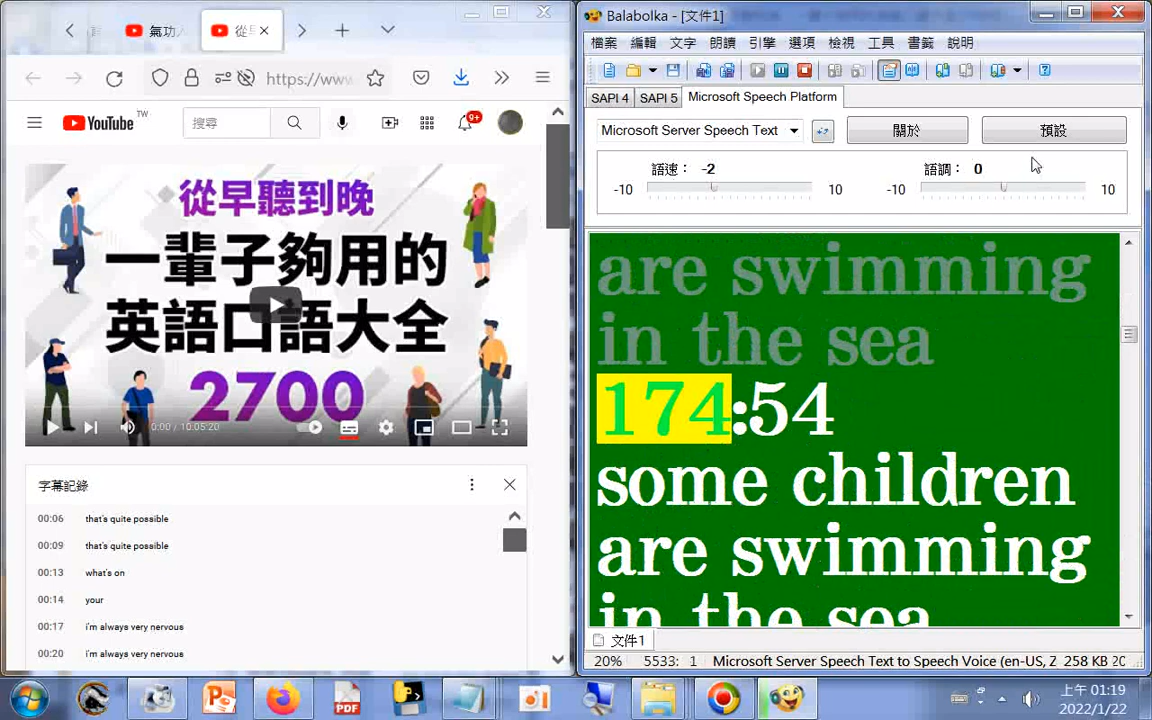 氣功
從
https://www
YouTube TW
搜尋
9+
從早聽到晚
一輩子夠用的
英語口語大全
2700
0:00 / 10:05:20
字幕記錄
00:06 that's quite possible
00:09 that's quite possible
00:13 what's on
00:14 your
00:17 i'm always very nervous
00:20 i'm always very nervous
Balabolka - [文件1]
檔案 編輯 文字 朗讀 引擎 選項 檢視 工具 書籤 說明
SAPI 4 SAPI 5 Microsoft Speech Platform
Microsoft Server Speech Text 關於 預設
語速： -2 語調： 0
-10 10 -10 10
are swimming
in the sea
174:54
some children
are swimming
in the sea
文件1
20% 5533: 1 Microsoft Server Speech Text to Speech Voice (en-US, Z 258 KB 20
PDF
上午 01:19
2022/1/22